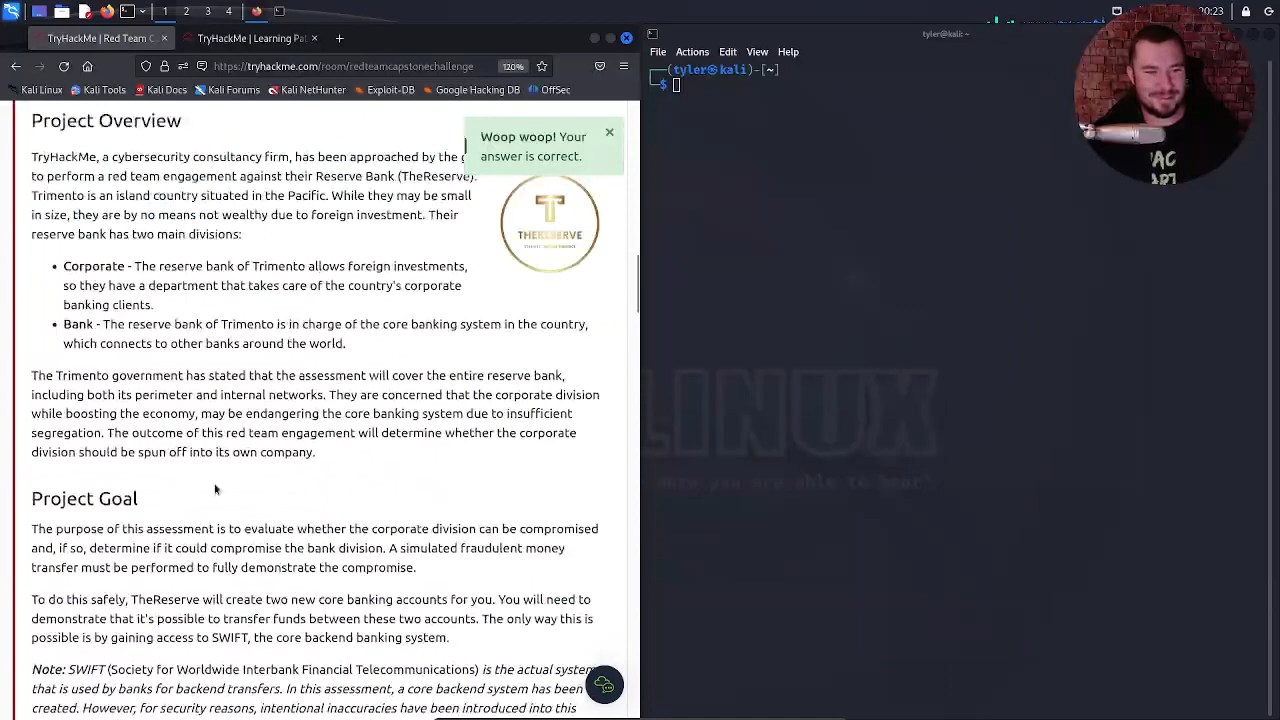 1 2 3 4
00:23
TryHackMe | Red Team C
TryHackMe | Learning Pat
tyler@kali: ~
https://tryhackme.com/room/redteamcapstonechallenge
120%
File Actions Edit View Help
Kali Linux Kali Tools Kali Docs Kali Forums Kali NetHunter Exploit-DB Google Hacking DB OffSec
(tyler㉿kali)-[~]
$
Project Overview
Woop woop! Your
answer is correct.
TryHackMe, a cybersecurity consultancy firm, has been approached by the g
to perform a red team engagement against their Reserve Bank (TheReserve).
Trimento is an island country situated in the Pacific. While they may be small
in size, they are by no means not wealthy due to foreign investment. Their
reserve bank has two main divisions:
THERESERVE
• Corporate - The reserve bank of Trimento allows foreign investments,
so they have a department that takes care of the country's corporate
banking clients.
• Bank - The reserve bank of Trimento is in charge of the core banking system in the country,
which connects to other banks around the world.
The Trimento government has stated that the assessment will cover the entire reserve bank,
including both its perimeter and internal networks. They are concerned that the corporate division
while boosting the economy, may be endangering the core banking system due to insufficient
segregation. The outcome of this red team engagement will determine whether the corporate
division should be spun off into its own company.
Project Goal
The purpose of this assessment is to evaluate whether the corporate division can be compromised
and, if so, determine if it could compromise the bank division. A simulated fraudulent money
transfer must be performed to fully demonstrate the compromise.
To do this safely, TheReserve will create two new core banking accounts for you. You will need to
demonstrate that it's possible to transfer funds between these two accounts. The only way this is
possible is by gaining access to SWIFT, the core backend banking system.
Note: SWIFT (Society for Worldwide Interbank Financial Telecommunications) is the actual system
that is used by banks for backend transfers. In this assessment, a core backend system has been
created. However, for security reasons, intentional inaccuracies have been introduced into this
LINUX
you are able to hear"